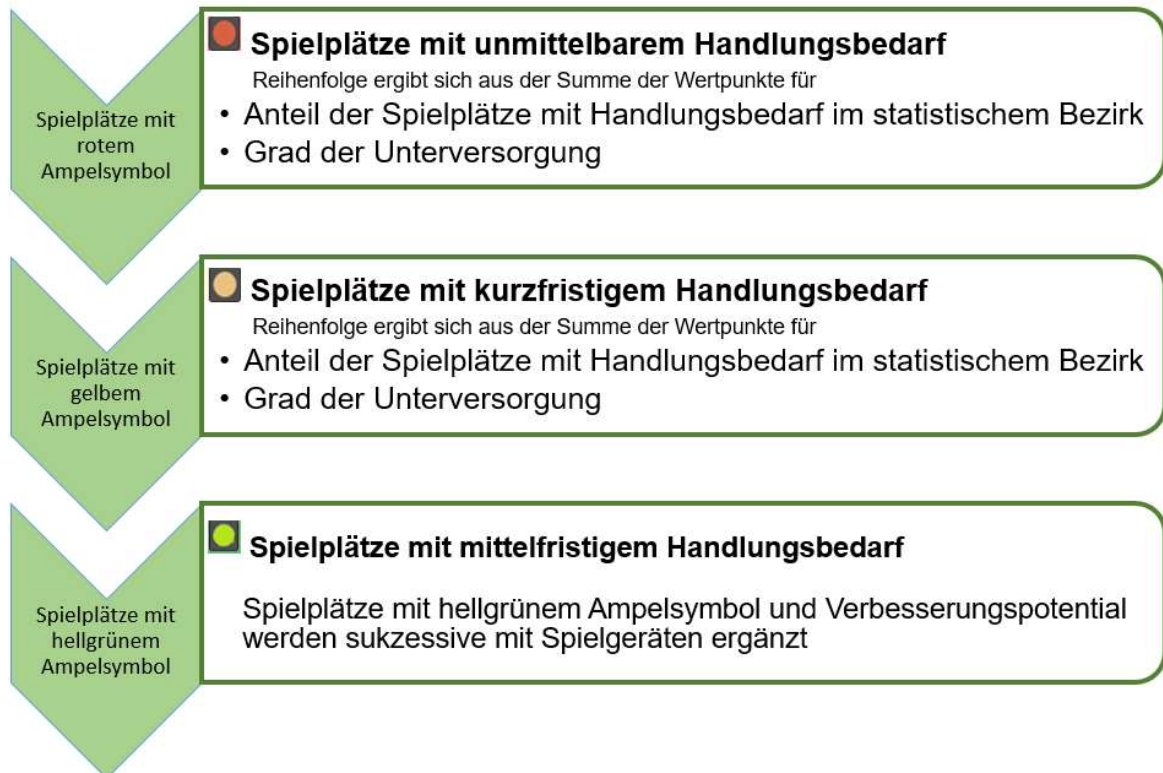 Spielplätze mit
rotem
Ampelsymbol
Spielplätze mit unmittelbarem Handlungsbedarf
Reihenfolge ergibt sich aus der Summe der Wertpunkte für
• Anteil der Spielplätze mit Handlungsbedarf im statistischem Bezirk
• Grad der Unterversorgung
Spielplätze mit
gelbem
Ampelsymbol
Spielplätze mit kurzfristigem Handlungsbedarf
Reihenfolge ergibt sich aus der Summe der Wertpunkte für
• Anteil der Spielplätze mit Handlungsbedarf im statistischem Bezirk
• Grad der Unterversorgung
Spielplätze mit
hellgrünem
Ampelsymbol
Spielplätze mit mittelfristigem Handlungsbedarf
Spielplätze mit hellgrünem Ampelsymbol und Verbesserungspotential
werden sukzessive mit Spielgeräten ergänzt